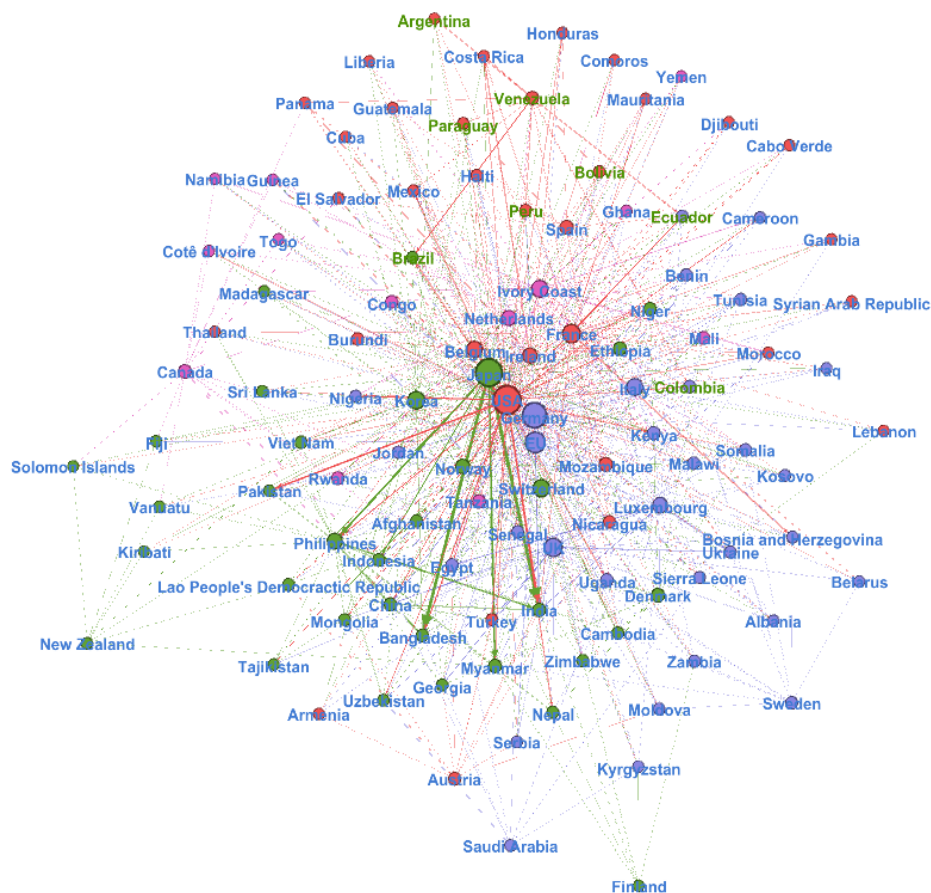 Argentina
Honduras
Costa Rica
Liberia
Comoros
Yemen
Venezuela
Mauritania
Panama
Guatemala
Paraguay
Djibouti
Cuba
Cabo Verde
Bolivia
Haiti
Namibia
Guinea
Mexico
El Salvador
Peru
Ghana
Ecuador
Cameroon
Spain
Togo
Gambia
Cotê d'Ivoire
Brazil
Benin
Madagascar
Ivory Coast
Congo
Tunisia
Syrian Arab Republic
Niger
Netherlands
Thailand
Burundi
France
Belgium
Ireland
Ethiopia
Mali
Morocco
Canada
Japan
Iraq
Sri Lanka
Nigeria
Korea
USA
Italy
Colombia
Germany
Fiji
Viet Nam
EU
Kenya
Lebanon
Jordan
Somalia
Solomon Islands
Norway
Mozambique
Malawi
Kosovo
Pakistan
Rwanda
Switzerland
Vanuatu
Tanzania
Luxembourg
Afghanistan
Nicaragua
Senegal
Philippines
Bosnia and Herzegovina
Kiribati
Indonesia
UK
Ukraine
Egypt
Lao People's Democractic Republic
Uganda
Sierra Leone
Belarus
Denmark
China
India
Mongolia
Turkey
Albania
Bangladesh
Cambodia
New Zealand
Tajikistan
Myanmar
Zimbabwe
Zambia
Georgia
Uzbekistan
Sweden
Armenia
Nepal
Moldova
Serbia
Kyrgyzstan
Austria
Saudi Arabia
Finland